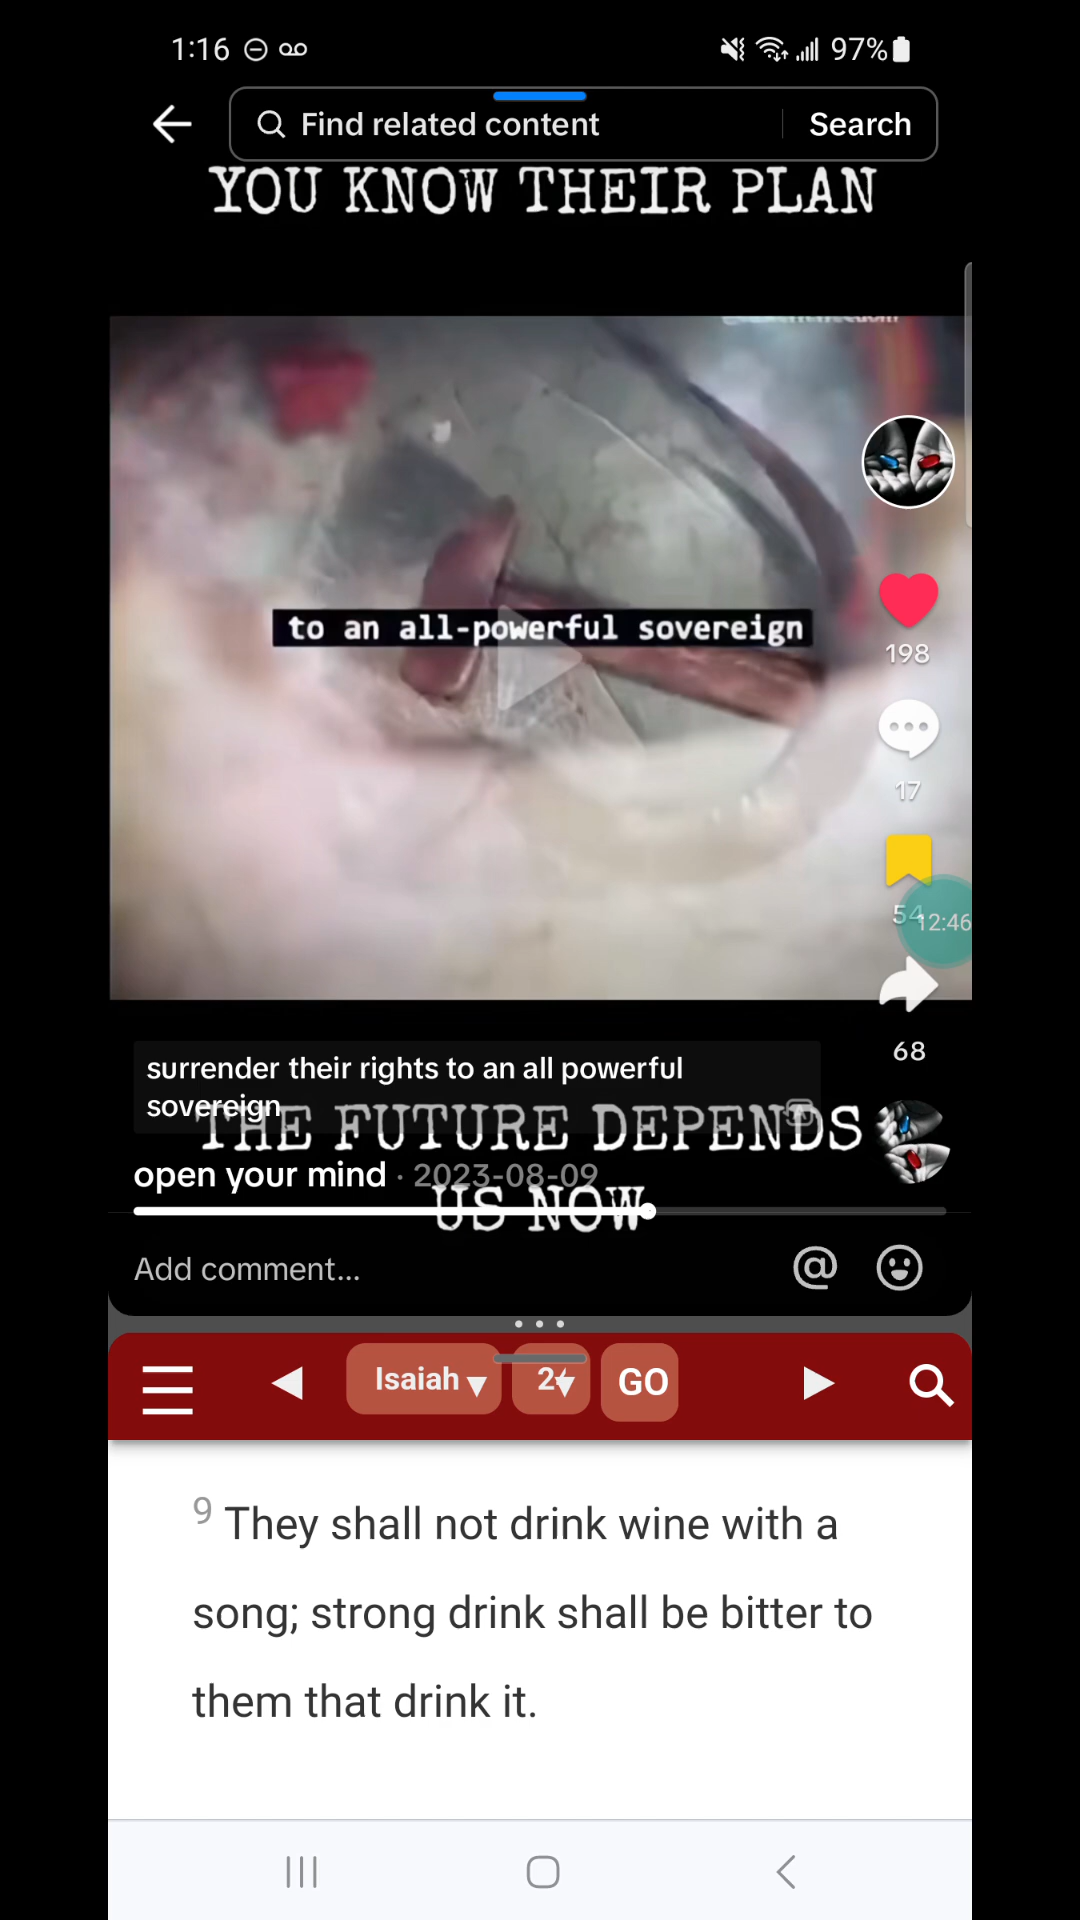 1:16
97%
Find related content
Search
YOU KNOW THEIR PLAN
to an all-powerful sovereign
198
17
54
12:46
68
surrender their rights to an all powerful
sovereign
THE FUTURE DEPENDS
open your mind · 2023-08-09
US NOW
Add comment...
Isaiah
GO
9 They shall not drink wine with a
song; strong drink shall be bitter to
them that drink it.